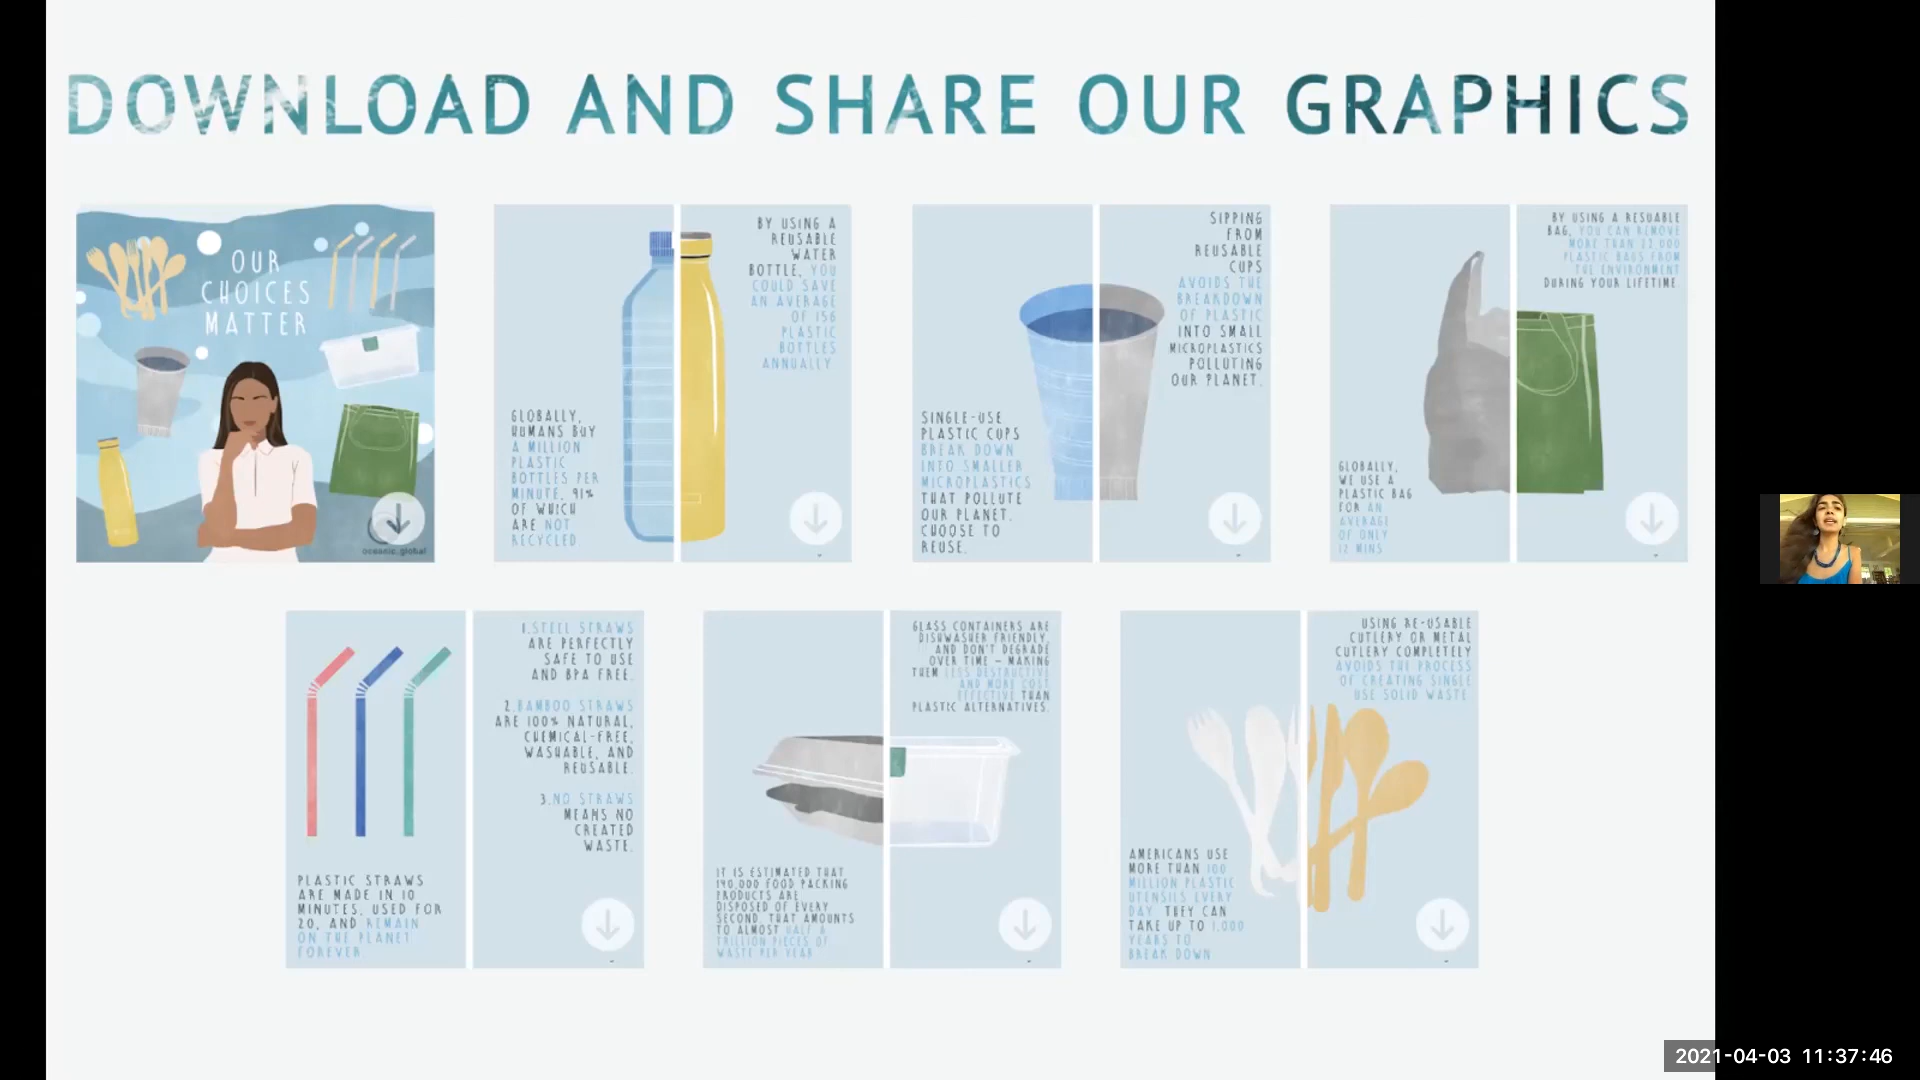 DOWNLOAD AND SHARE OUR GRAPHICS
OUR
CHOICES
MATTER
oceanic.global
GLOBALLY,
HUMANS BUY
A MILLION
PLASTIC
BOTTLES PER
MINUTE, 91%
OF WHICH
ARE NOT
RECYCLED
BY USING A
REUSABLE
WATER
BOTTLE, YOU
COULD SAVE
AN AVERAGE
OF 156
PLASTIC
BOTTLES
ANNUALLY
SINGLE-USE
PLASTIC CUPS
BREAK DOWN
INTO SMALLER
MICROPLASTICS
THAT POLLUTE
OUR PLANET.
CHOOSE TO
REUSE.
SIPPING
FROM
REUSABLE
CUPS
AVOIDS THE
BREAKDOWN
OF PLASTIC
INTO SMALL
MICROPLASTICS
POLLUTING
OUR PLANET.
GLOBALLY,
WE USE A
PLASTIC BAG
FOR AN
AVERAGE
OF ONLY
12 MINS
BY USING A RESUABLE
BAG, YOU CAN REMOVE
MORE THAN 22 000
PLASTIC BAGS FROM
THE ENVIRONMENT
DURING YOUR LIFETIME.
PLASTIC STRAWS
ARE MADE IN 10
MINUTES, USED FOR
20, AND REMAIN
ON THE PLANET
FOREVER
1.STEEL STRAWS
ARE PERFECTLY
SAFE TO USE
AND BPA FREE.
2.BAMBOO STRAWS
ARE 100% NATURAL,
CHEMICAL-FREE,
WASHABLE, AND
REUSABLE.
3.NO STRAWS
MEANS NO
CREATED
WASTE.
IT IS ESTIMATED THAT
190,000 FOOD PACKING
PRODUCTS ARE
DISPOSED OF EVERY
SECOND. THAT AMOUNTS
TO ALMOST HALF A
TRILLION PIECES OF
WASTE PER YEAR
GLASS CONTAINERS ARE
DISHWASHER FRIENDLY,
AND DON'T DEGRADE
OVER TIME – MAKING
THEM LESS DESTRUCTIVE
AND MORE COST
EFFECTIVE THAN
PLASTIC ALTERNATIVES.
AMERICANS USE
MORE THAN 100
MILLION PLASTIC
UTENSILS EVERY
DAY. THEY CAN
TAKE UP TO 1,000
YEARS TO
BREAK DOWN
USING RE-USABLE
CUTLERY OR METAL
CUTLERY COMPLETELY
AVOIDS THE PROCESS
OF CREATING SINGLE
USE SOLID WASTE
2021-04-03 11:37:46